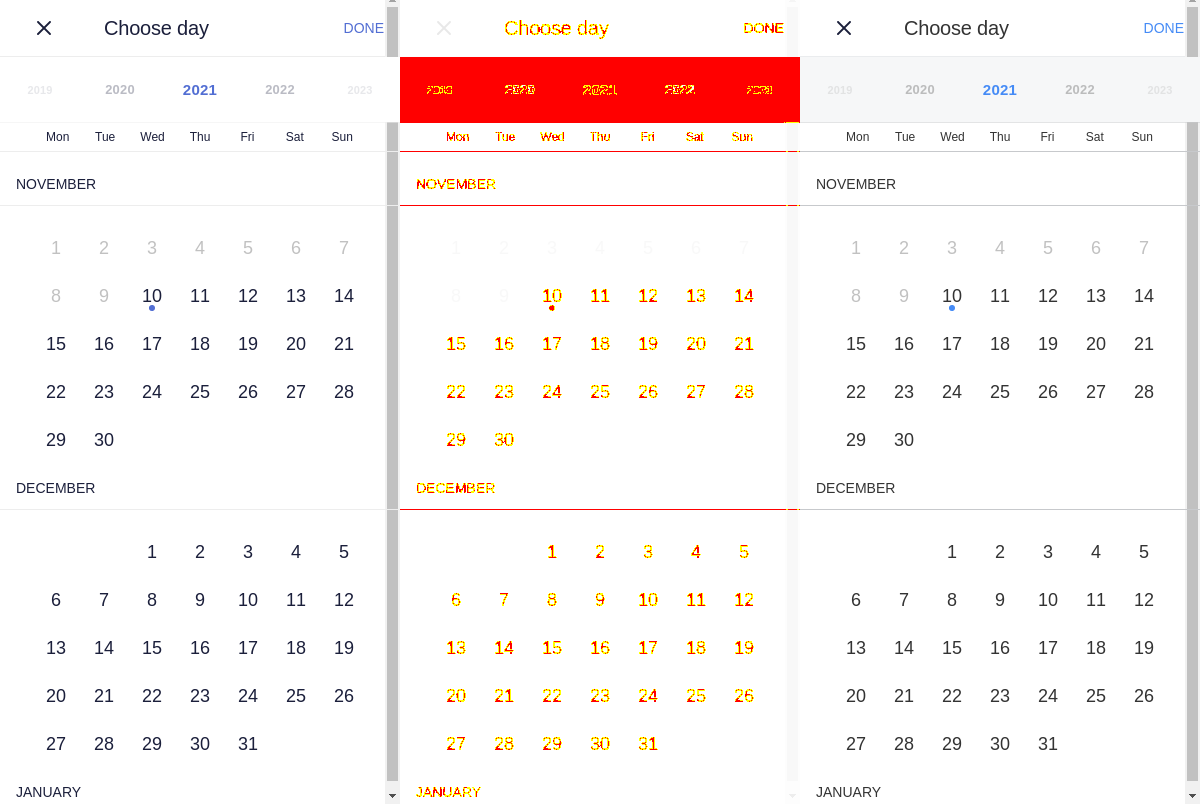 Choose day DONE
2019 2020 2021 2022 2023
Mon Tue Wed Thu Fri Sat Sun
NOVEMBER
1 2 3 4 5 6 7
8 9 10 11 12 13 14
15 16 17 18 19 20 21
22 23 24 25 26 27 28
29 30
DECEMBER
1 2 3 4 5
6 7 8 9 10 11 12
13 14 15 16 17 18 19
20 21 22 23 24 25 26
27 28 29 30 31
JANUARY
Choose day DONE
2019 2020 2021 2022 2023
Mon Tue Wed Thu Fri Sat Sun
NOVEMBER
1 2 3 4 5 6 7
8 9 10 11 12 13 14
15 16 17 18 19 20 21
22 23 24 25 26 27 28
29 30
DECEMBER
1 2 3 4 5
6 7 8 9 10 11 12
13 14 15 16 17 18 19
20 21 22 23 24 25 26
27 28 29 30 31
JANUARY
Choose day DONE
2019 2020 2021 2022 2023
Mon Tue Wed Thu Fri Sat Sun
NOVEMBER
1 2 3 4 5 6 7
8 9 10 11 12 13 14
15 16 17 18 19 20 21
22 23 24 25 26 27 28
29 30
DECEMBER
1 2 3 4 5
6 7 8 9 10 11 12
13 14 15 16 17 18 19
20 21 22 23 24 25 26
27 28 29 30 31
JANUARY